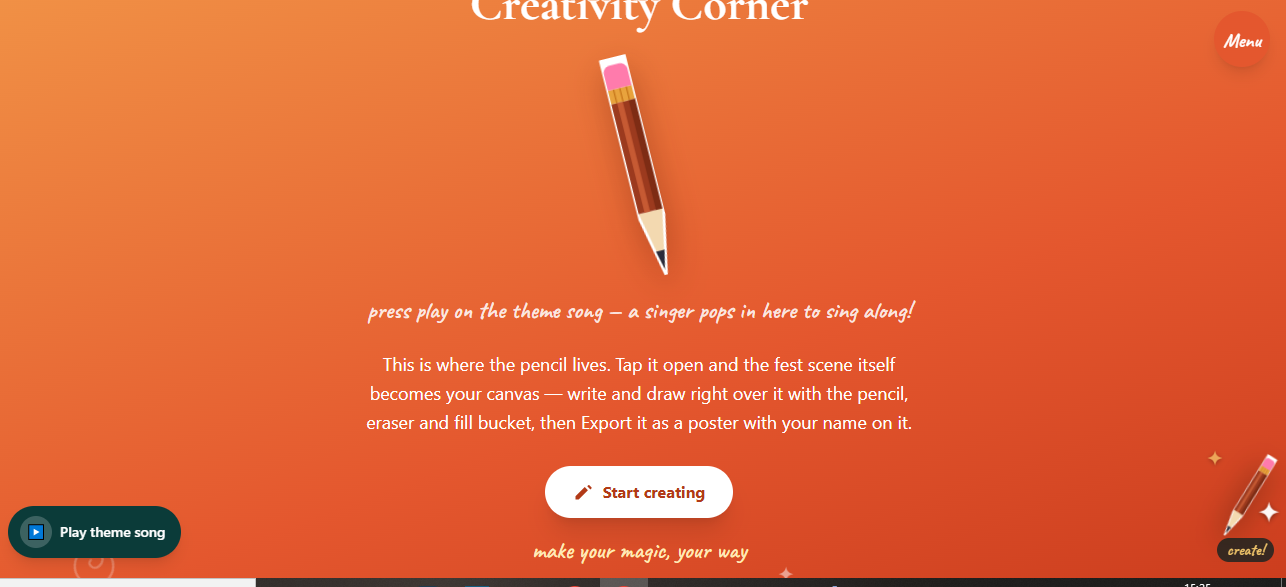 Creativity Corner
Menu
press play on the theme song — a singer pops in here to sing along!
This is where the pencil lives. Tap it open and the fest scene itself
becomes your canvas — write and draw right over it with the pencil,
eraser and fill bucket, then Export it as a poster with your name on it.
Start creating
Play theme song
make your magic, your way
create!